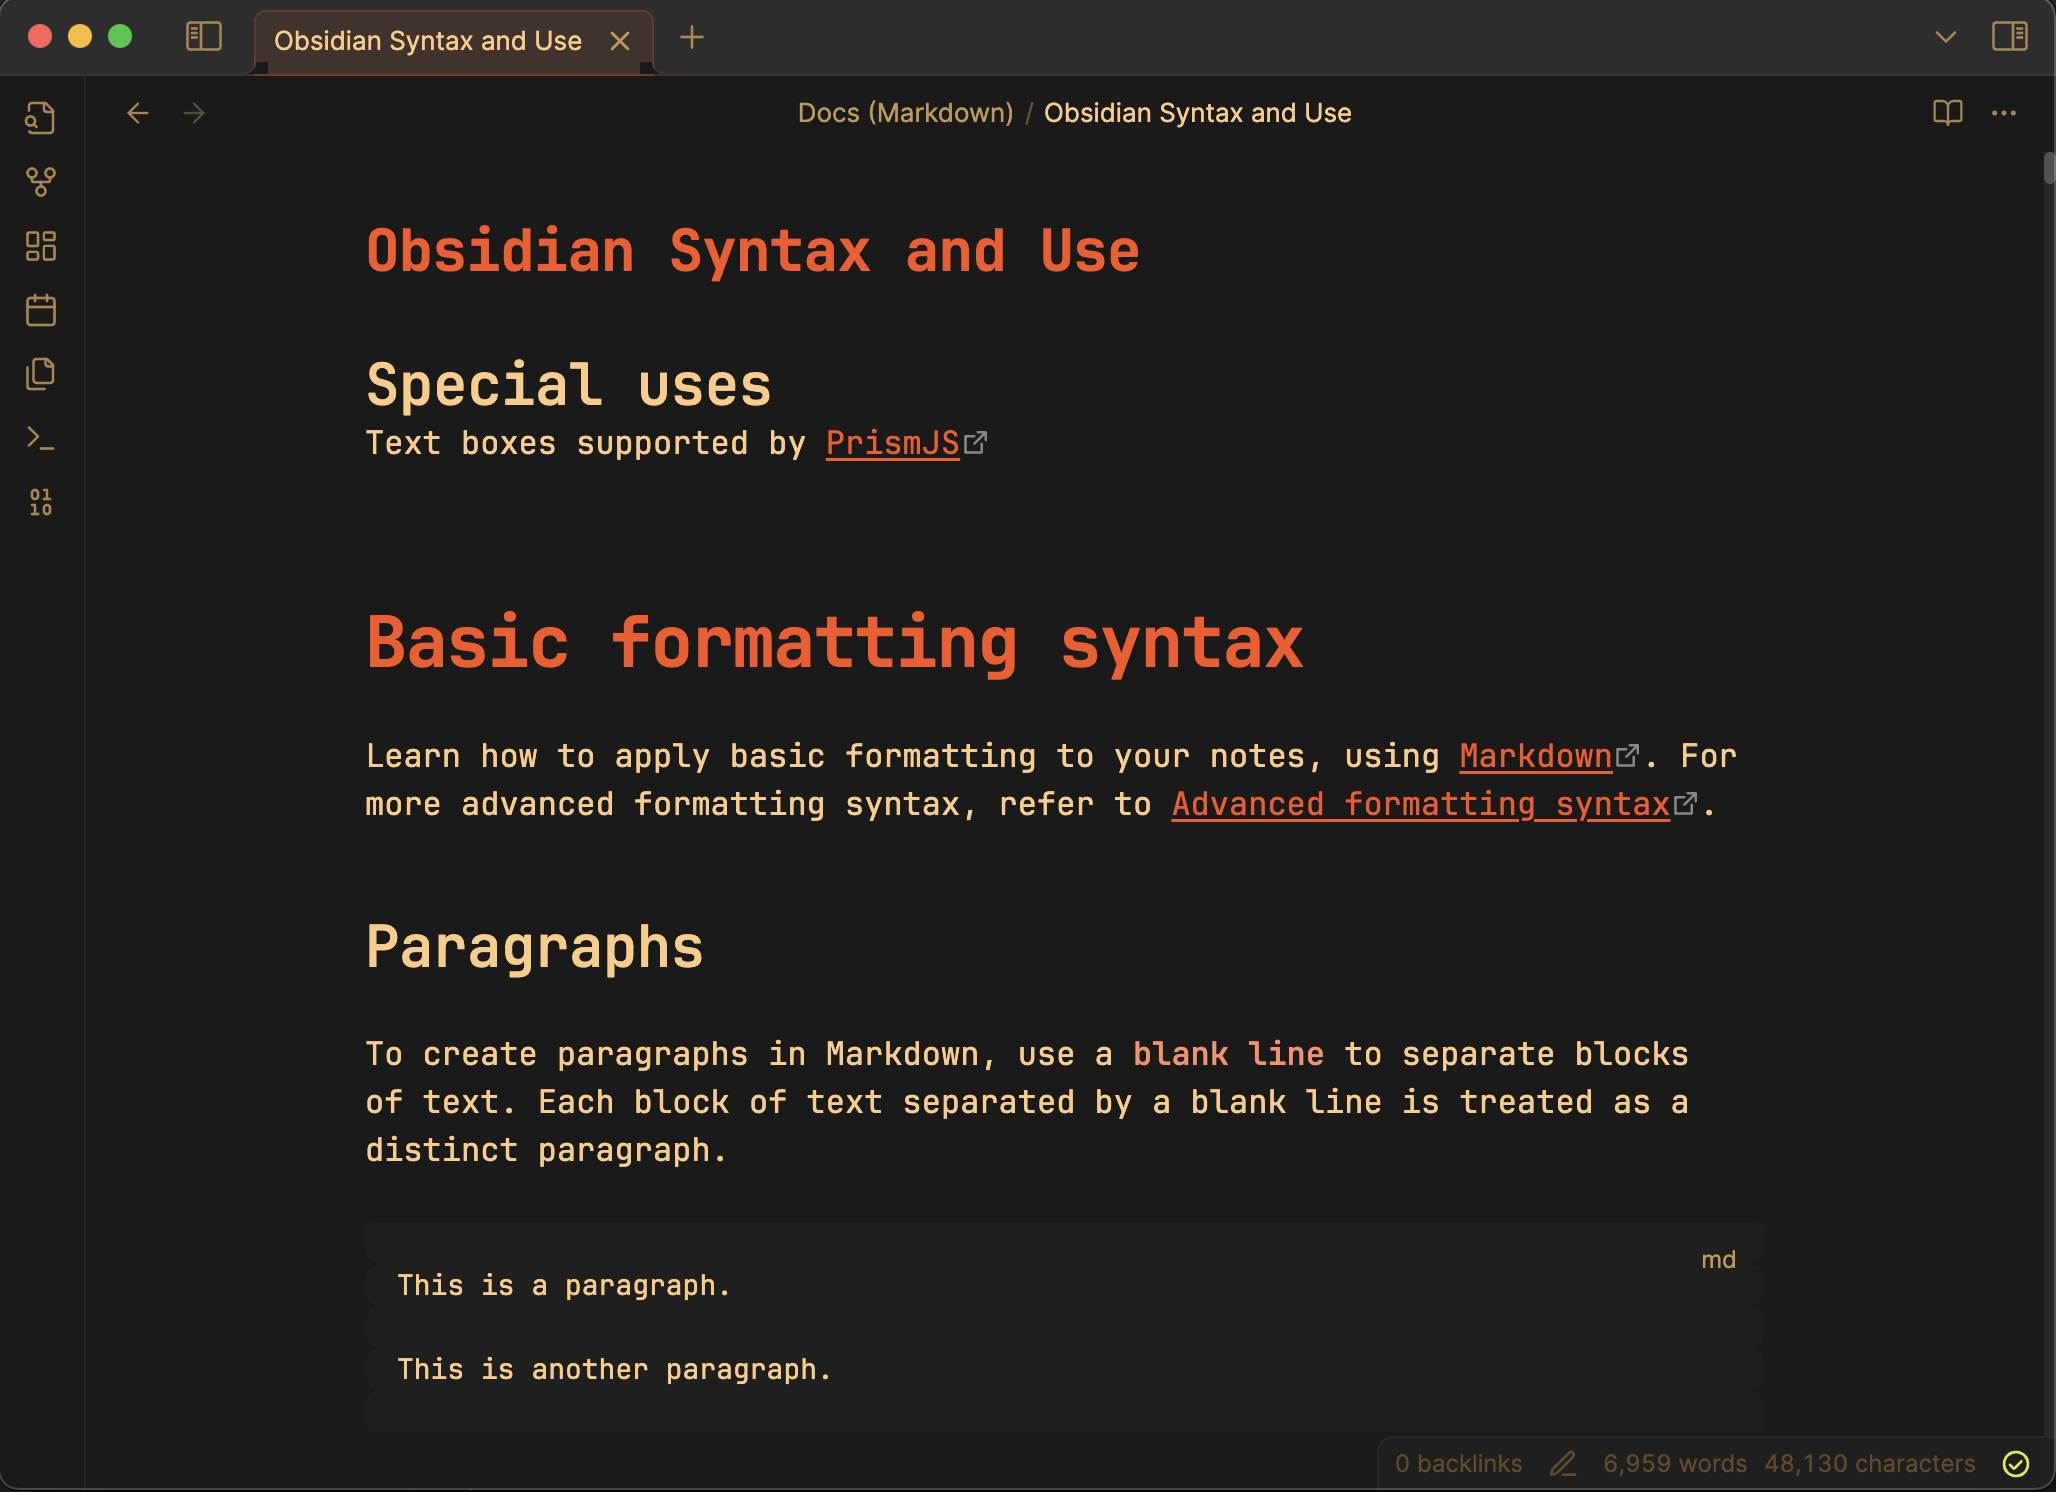 Obsidian Syntax and Use
Docs (Markdown) / Obsidian Syntax and Use
Obsidian Syntax and Use
Special uses
Text boxes supported by PrismJS
Basic formatting syntax
Learn how to apply basic formatting to your notes, using Markdown. For
more advanced formatting syntax, refer to Advanced formatting syntax.
Paragraphs
To create paragraphs in Markdown, use a blank line to separate blocks
of text. Each block of text separated by a blank line is treated as a
distinct paragraph.
md
This is a paragraph.
This is another paragraph.
0 backlinks 6,959 words 48,130 characters